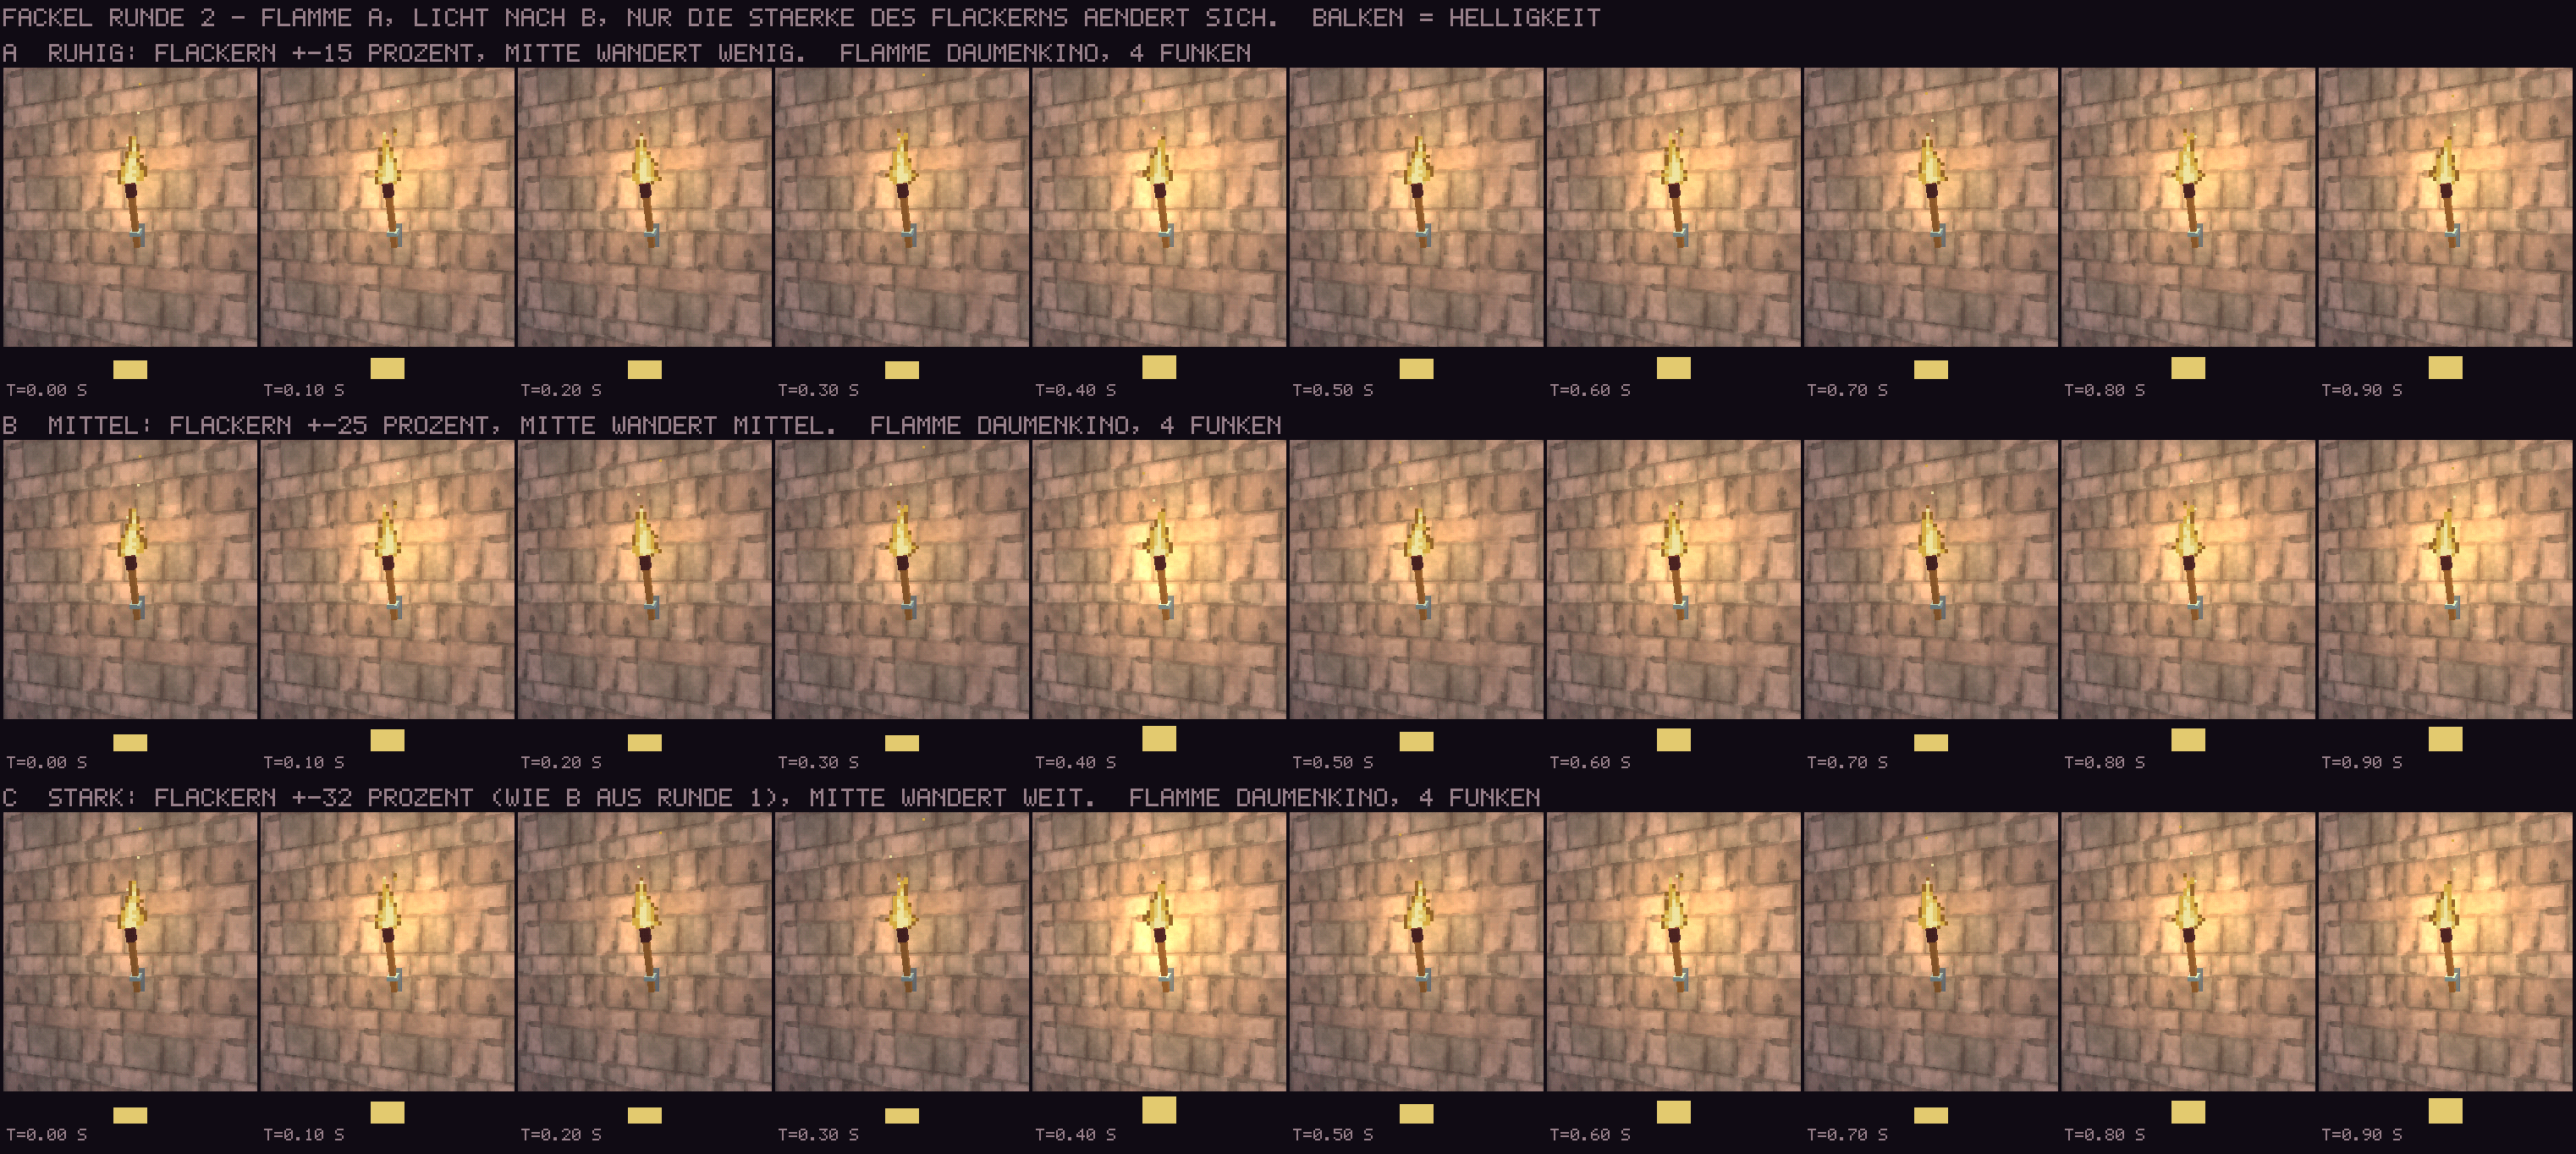 FACKEL RUNDE 2 - FLAMME A, LICHT NACH B, NUR DIE STAERKE DES FLACKERNS AENDERT SICH.  BALKEN = HELLIGKEIT
A  RUHIG: FLACKERN +-15 PROZENT, MITTE WANDERT WENIG.  FLAMME DAUMENKINO, 4 FUNKEN
T=0.00 S T=0.10 S T=0.20 S T=0.30 S T=0.40 S T=0.50 S T=0.60 S T=0.70 S T=0.80 S T=0.90 S
B  MITTEL: FLACKERN +-25 PROZENT, MITTE WANDERT MITTEL.  FLAMME DAUMENKINO, 4 FUNKEN
T=0.00 S T=0.10 S T=0.20 S T=0.30 S T=0.40 S T=0.50 S T=0.60 S T=0.70 S T=0.80 S T=0.90 S
C  STARK: FLACKERN +-32 PROZENT (WIE B AUS RUNDE 1), MITTE WANDERT WEIT.  FLAMME DAUMENKINO, 4 FUNKEN
T=0.00 S T=0.10 S T=0.20 S T=0.30 S T=0.40 S T=0.50 S T=0.60 S T=0.70 S T=0.80 S T=0.90 S